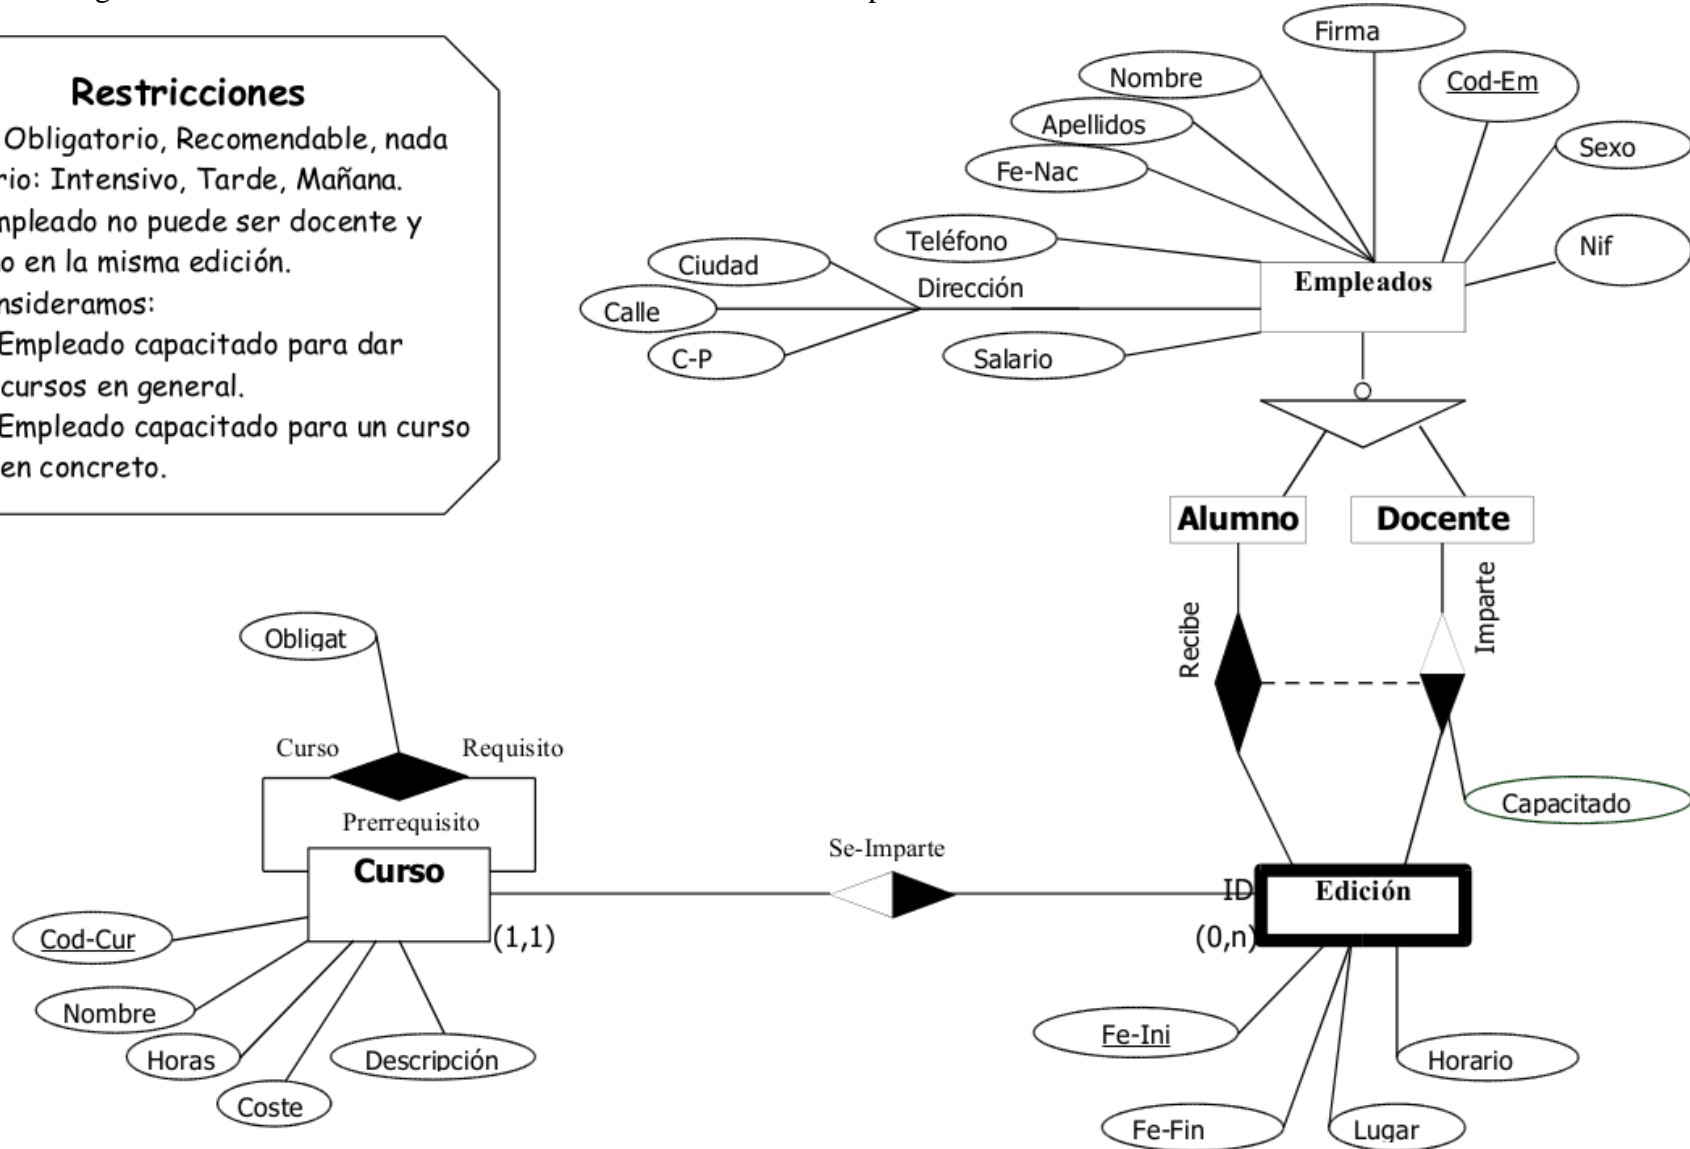 Restricciones
Obligatorio, Recomendable, nada
rio: Intensivo, Tarde, Mañana.
mpleado no puede ser docente y
o en la misma edición.
nsideramos:
Empleado capacitado para dar
cursos en general.
Empleado capacitado para un curso
en concreto.
Firma
Nombre
Cod-Em
Apellidos
Sexo
Fe-Nac
Teléfono
Nif
Ciudad
Dirección
Empleados
Calle
C-P
Salario
Alumno
Docente
Recibe
Imparte
Obligat
Curso
Requisito
Prerrequisito
Capacitado
Curso
Se-Imparte
ID
Edición
(1,1)
(0,n)
Cod-Cur
Nombre
Horas
Descripción
Coste
Fe-Ini
Horario
Fe-Fin
Lugar